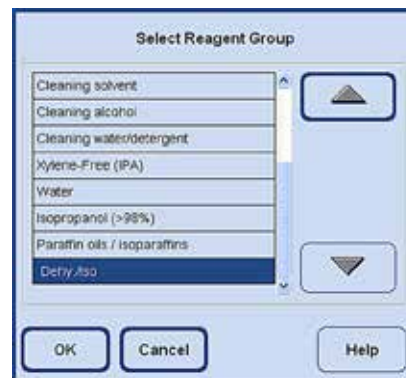 Select Reagent Group
Cleaning solvent
Cleaning alcohol
Cleaning water/detergent
Xylene-Free (IPA)
Water
Isopropanol (>98%)
Paraffin oils / isoparaffins
Dehy./Iso
OK
Cancel
Help